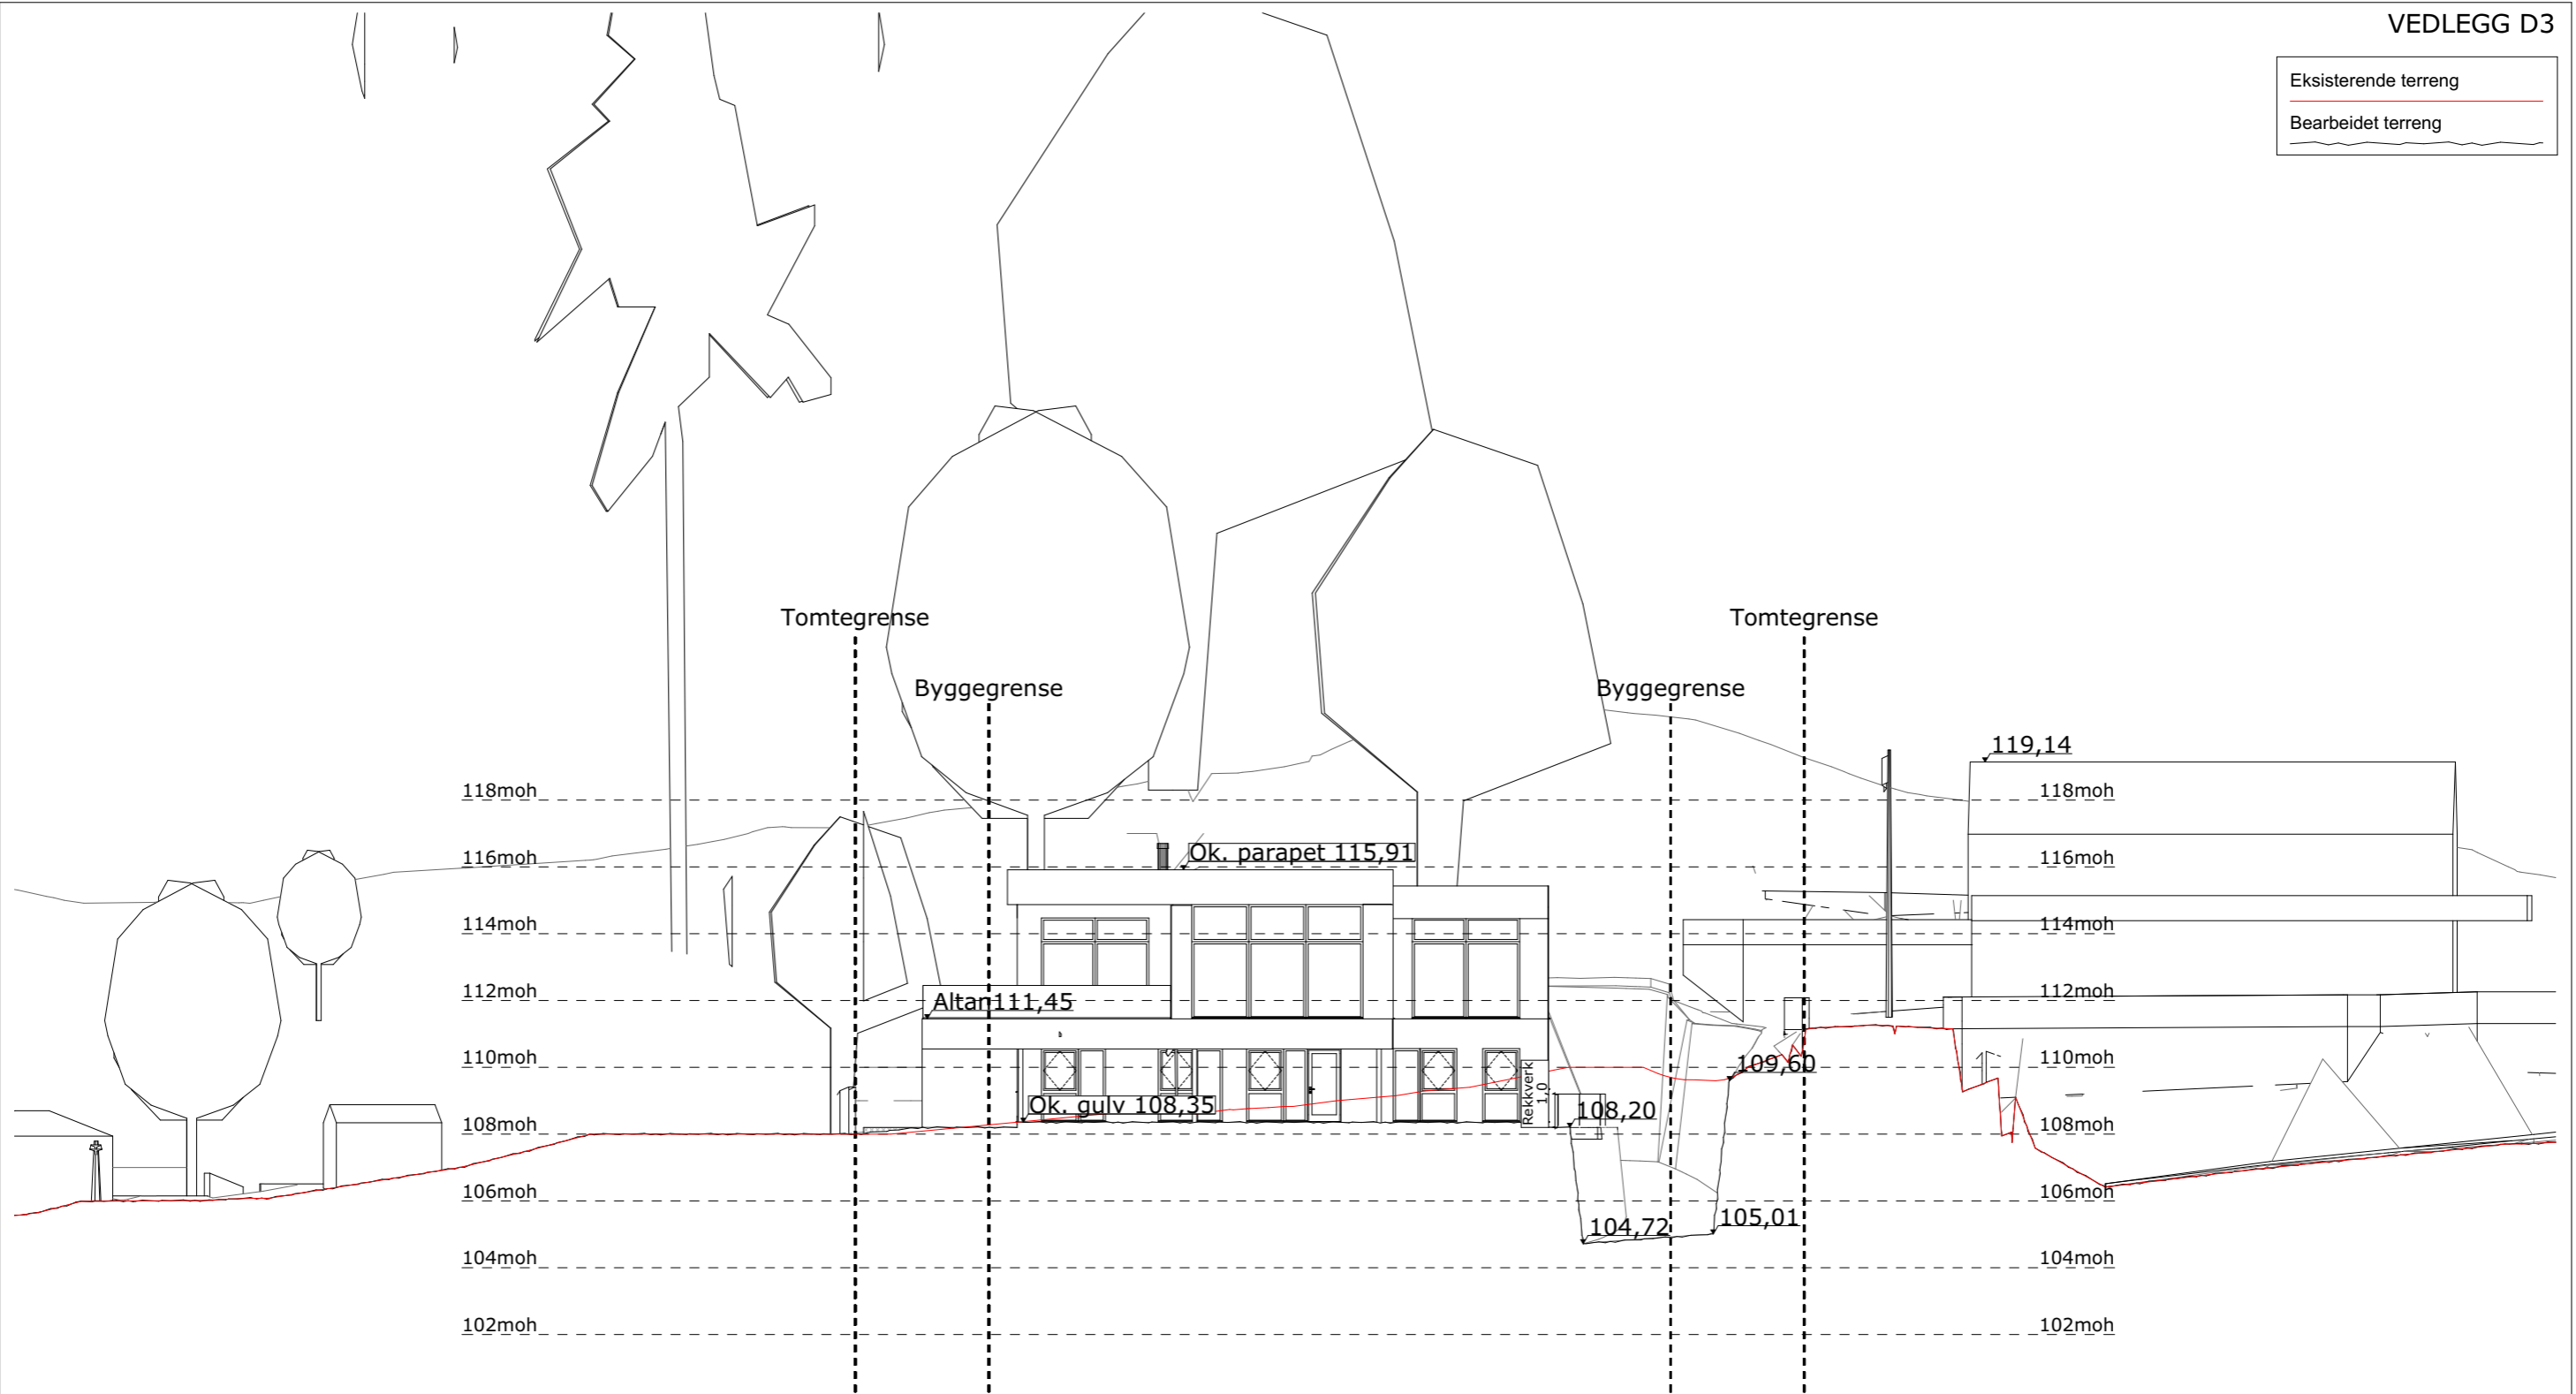 VEDLEGG D3
Eksisterende terreng
Bearbeidet terreng
Tomtegrense
Tomtegrense
Byggegrense
Byggegrense
119,14
118moh
118moh
Ok. parapet 115,91
116moh
116moh
114moh
114moh
112moh
112moh
Altan111,45
110moh
110moh
109,60
Rekkverk
1,0
Ok. gulv 108,35
108,20
108moh
108moh
106moh
106moh
105,01
104,72
104moh
104moh
102moh
102moh